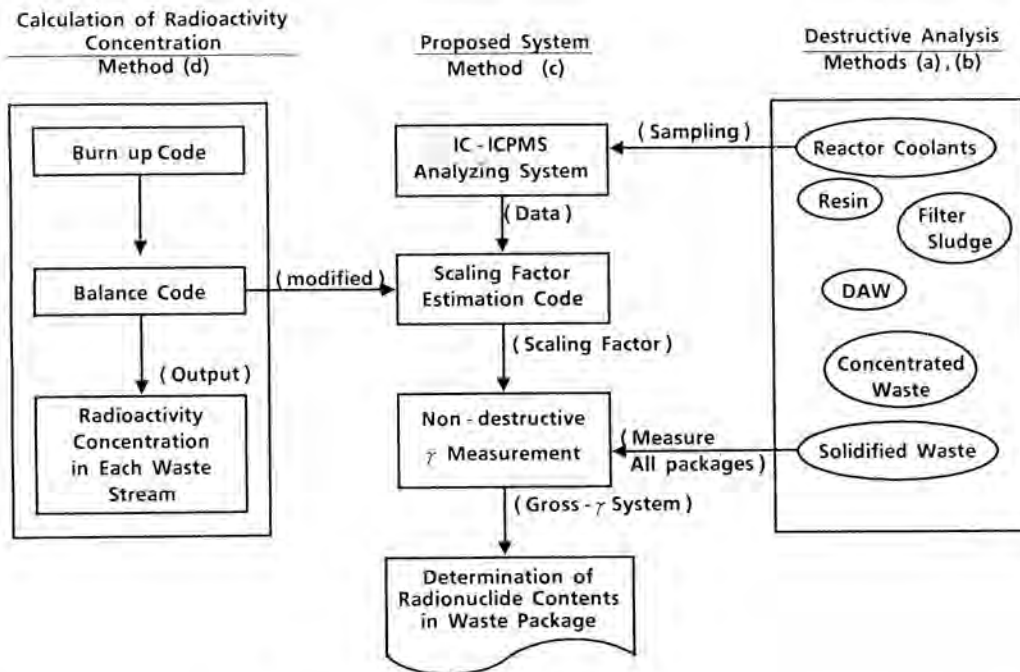 Calculation of Radioactivity
Concentration
Method (d)
Burn up Code
Balance Code
( Output )
Radioactivity
Concentration
in Each Waste
Stream
( modified )
Proposed System
Method (c)
IC - ICPMS
Analyzing System
( Data )
Scaling Factor
Estimation Code
( Scaling Factor )
Non - destructive
γ Measurement
( Gross - γ System )
Determination of
Radionuclide Contents
in Waste Package
( Sampling )
( Measure
All packages )
Destructive Analysis
Methods (a) , (b)
Reactor Coolants
Resin
Filter
Sludge
DAW
Concentrated
Waste
Solidified Waste